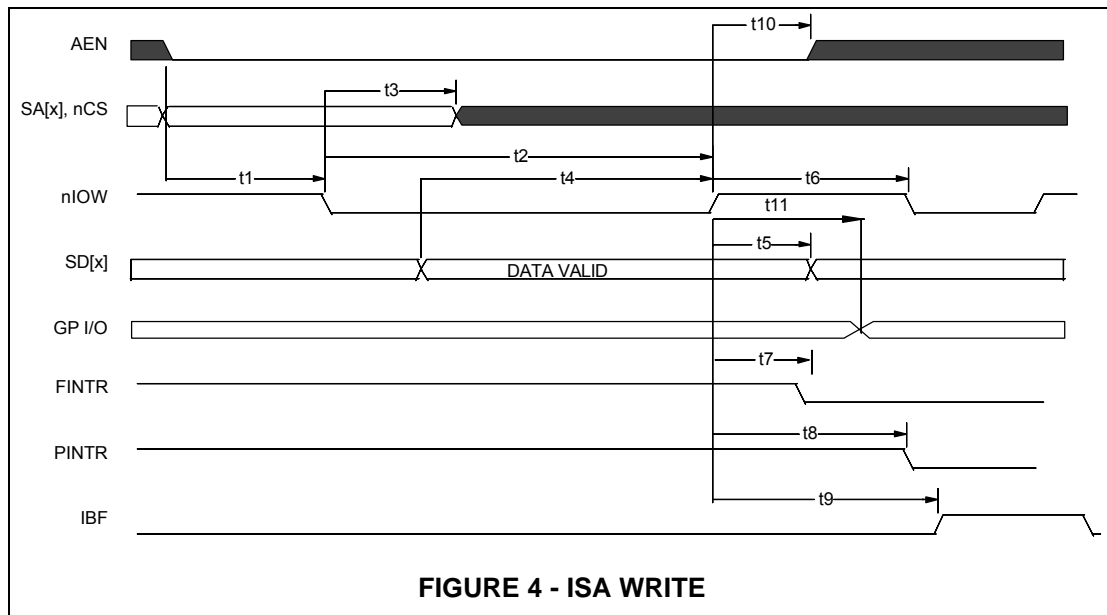 t10
AEN
t3
SA[x], nCS
t2
t1
t4
t6
nIOW
t11
t5
SD[x]
DATA VALID
GP I/O
t7
FINTR
t8
PINTR
t9
IBF
FIGURE 4 - ISA WRITE